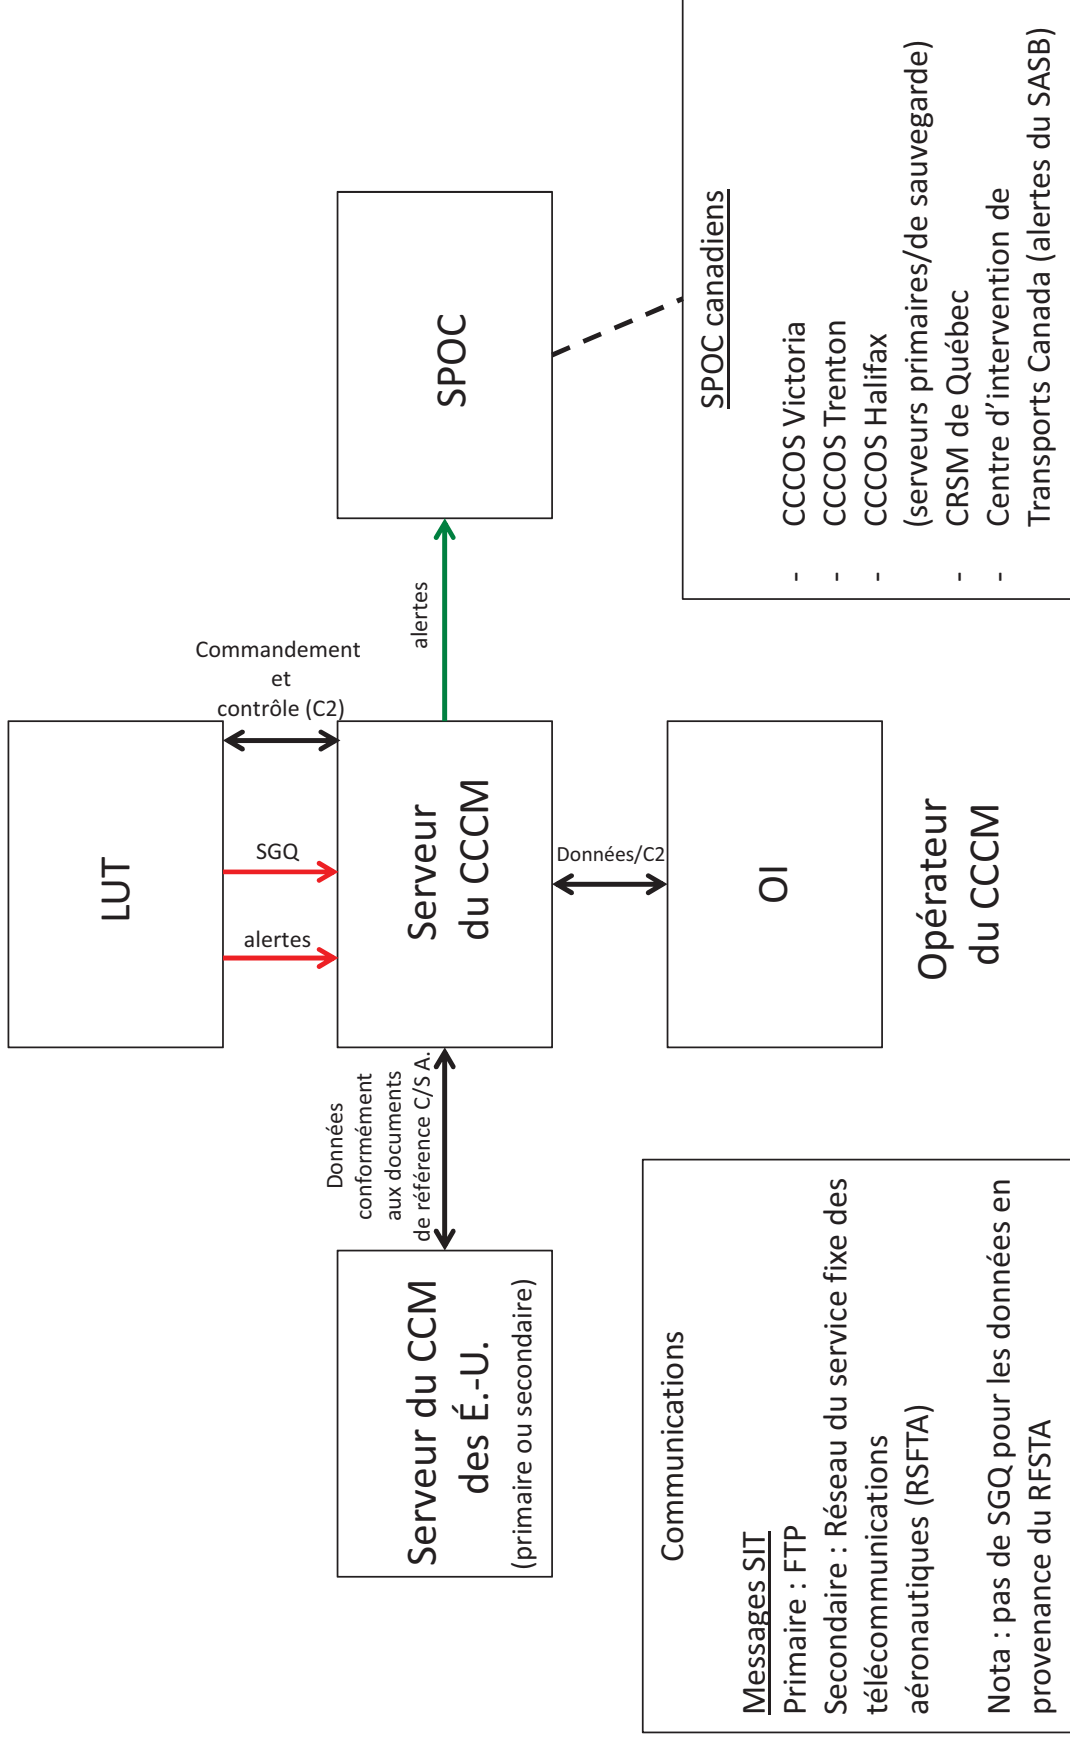 LUT
alertes
SGQ
Commandement
et
contrôle (C2)
Serveur du CCM
des É.-U.
(primaire ou secondaire)
Données
conformément
aux documents
de référence C/S A.
Serveur
du CCCM
alertes
SPOC
Données/C2
OI
Opérateur
du CCCM
Communications
Messages SIT
Primaire : FTP
Secondaire : Réseau du service fixe des
télécommunications
aéronautiques (RSFTA)
Nota : pas de SGQ pour les données en
provenance du RFSTA
SPOC canadiens
- CCCOS Victoria
- CCCOS Trenton
- CCCOS Halifax
(serveurs primaires/de sauvegarde)
- CRSM de Québec
- Centre d’intervention de
Transports Canada (alertes du SASB)